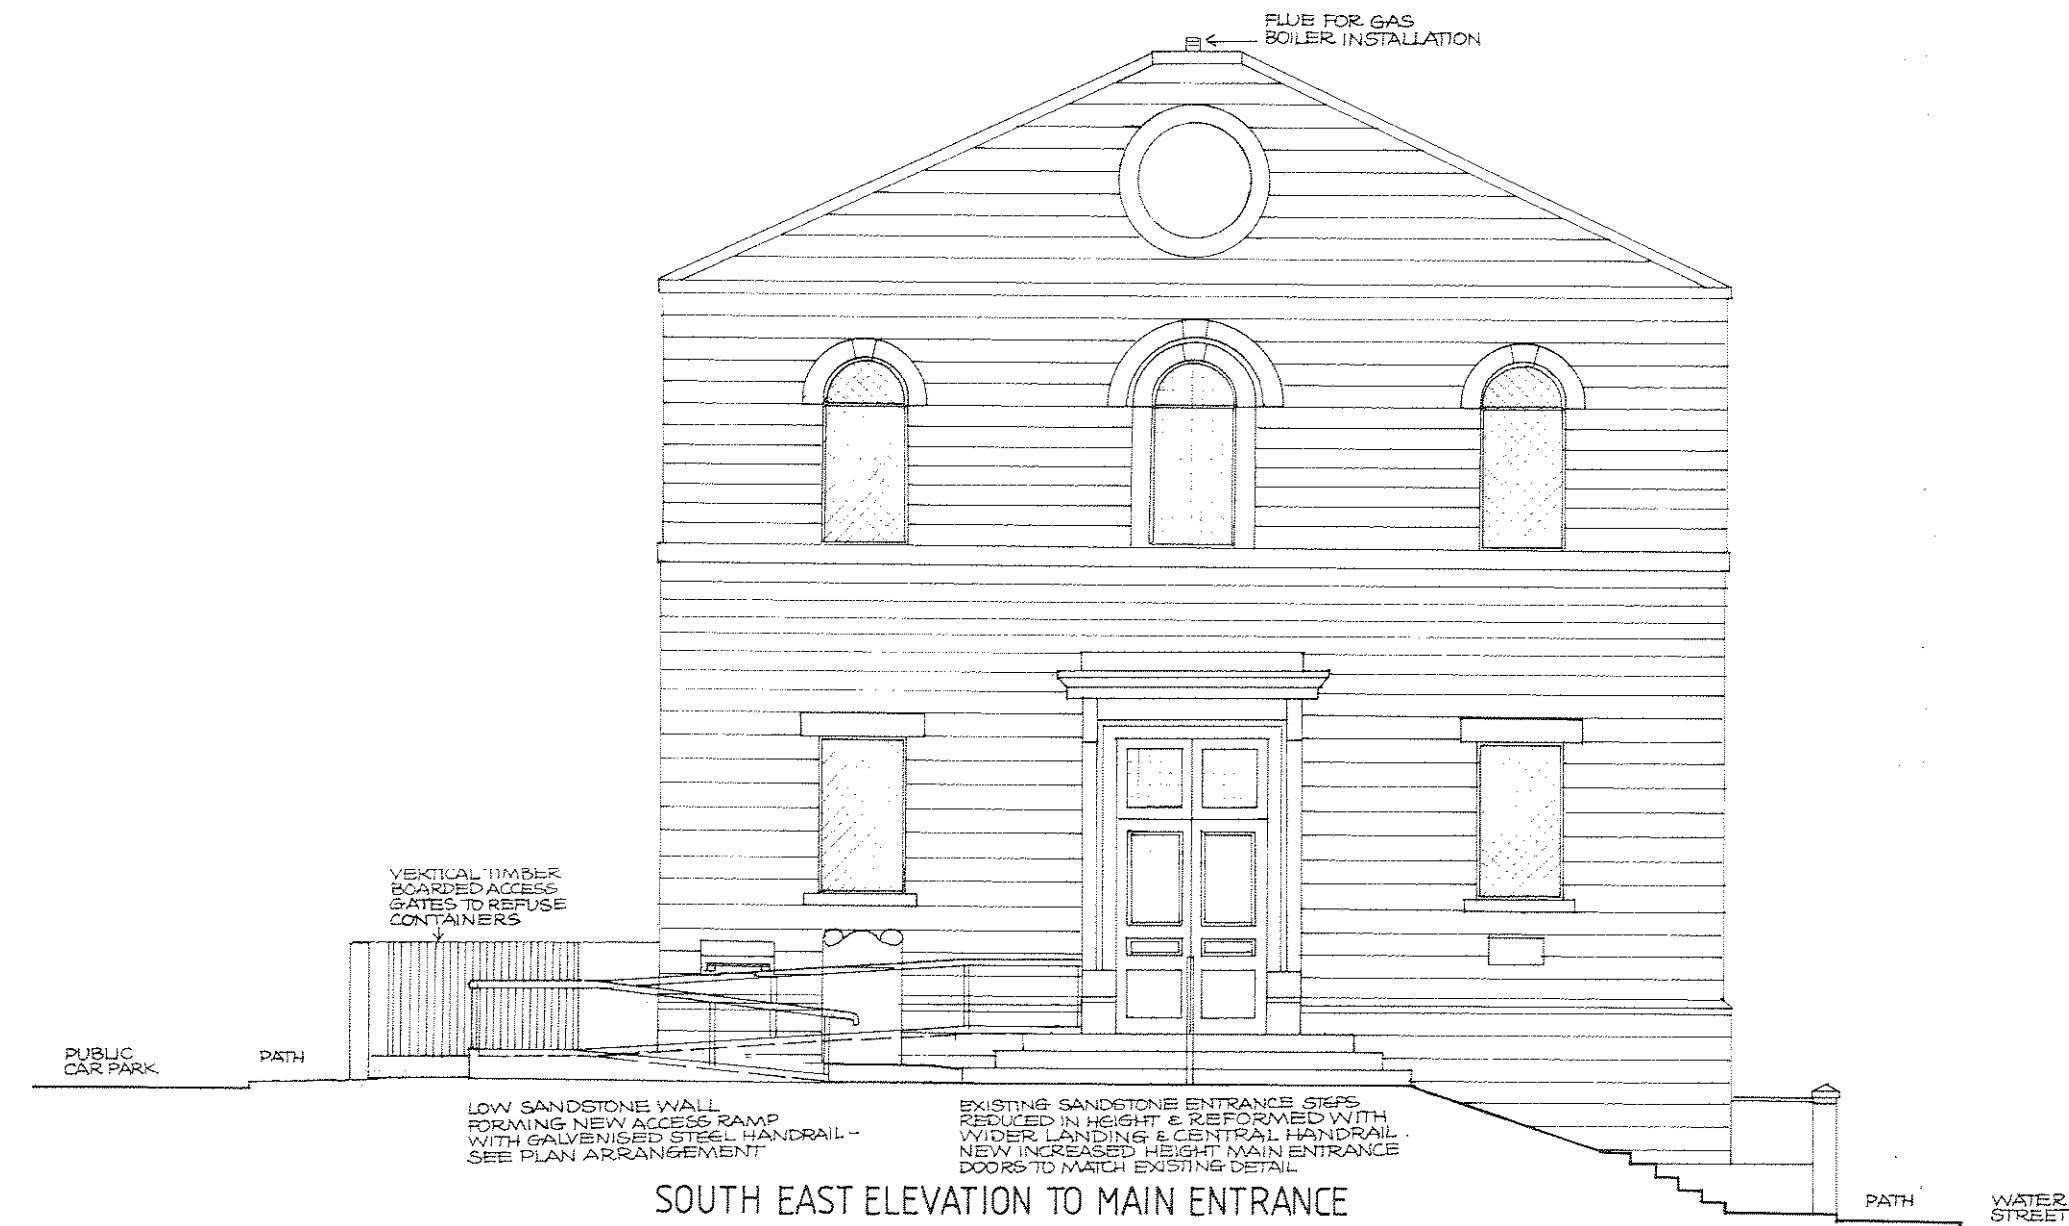 FLUE FOR GAS
BOILER INSTALLATION
VERTICAL TIMBER
BOARDED ACCESS
GATES TO REFUSE
CONTAINERS
PUBLIC
CAR PARK
PATH
LOW SANDSTONE WALL
FORMING NEW ACCESS RAMP
WITH GALVENISED STEEL HANDRAIL -
SEE PLAN ARRANGEMENT
EXISTING SANDSTONE ENTRANCE STEPS
REDUCED IN HEIGHT & REFORMED WITH
WIDER LANDING & CENTRAL HANDRAIL.
NEW INCREASED HEIGHT MAIN ENTRANCE
DOORS TO MATCH EXISTING DETAIL
PATH
WATER
STREET
SOUTH EAST ELEVATION TO MAIN ENTRANCE